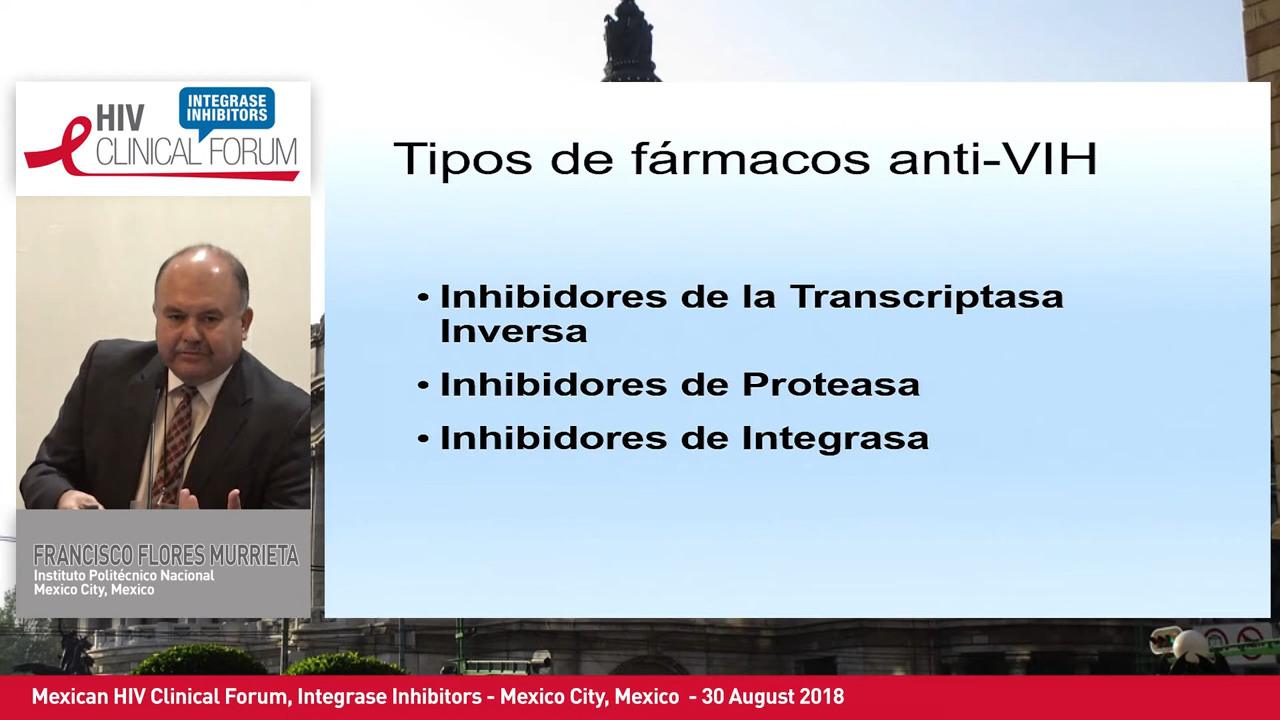 HIV
INTEGRASE
INHIBITORS
CLINICAL FORUM
Tipos de fármacos anti-VIH
• Inhibidores de la Transcriptasa
Inversa
• Inhibidores de Proteasa
• Inhibidores de Integrasa
FRANCISCO FLORES MURRIETA
Instituto Politécnico Nacional
Mexico City, Mexico
Mexican HIV Clinical Forum, Integrase Inhibitors - Mexico City, Mexico - 30 August 2018